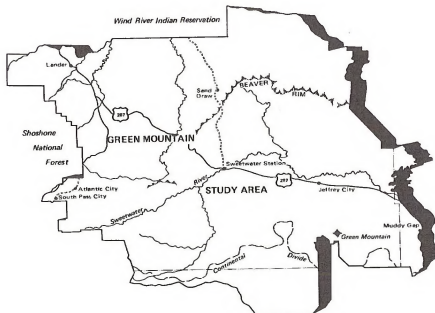 Wind River Indian Reservation
Lander
Sand
Draw
BEAVER
RIM
287
Shoshone
National
Forest
GREEN MOUNTAIN
Sweetwater Station
287
Atlantic City
South Pass City
River
STUDY AREA
Jeffrey City
Sweetwater
Muddy Gap
Green Mountain
Continental
Divide